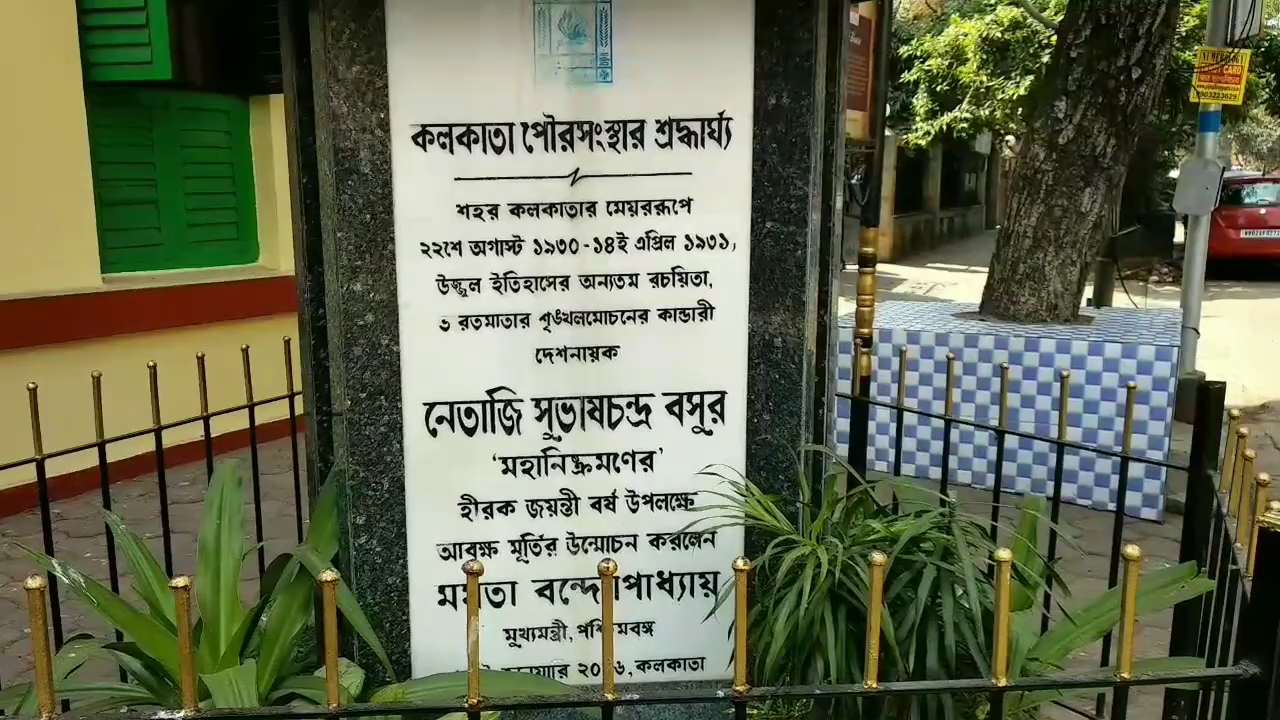 কলকাতা পৌরসংস্থার শ্রদ্ধার্ঘ্য
শহর কলকাতার মেয়ররূপে
২২শে অগাস্ট ১৯৩০-১৪ই এপ্রিল ১৯৩১,
উজ্জ্বল ইতিহাসের অন্যতম রচয়িতা,
ভারতমাতার শৃঙ্খলমোচনের কান্ডারী
দেশনায়ক
নেতাজি সুভাষচন্দ্র বসুর
'মহানিষ্ক্রমণের'
হীরক জয়ন্তী বর্ষ উপলক্ষে
আবক্ষ মূর্তির উন্মোচন করলেন
মমতা বন্দ্যোপাধ্যায়
মুখ্যমন্ত্রী, পশ্চিমবঙ্গ
কলকাতা